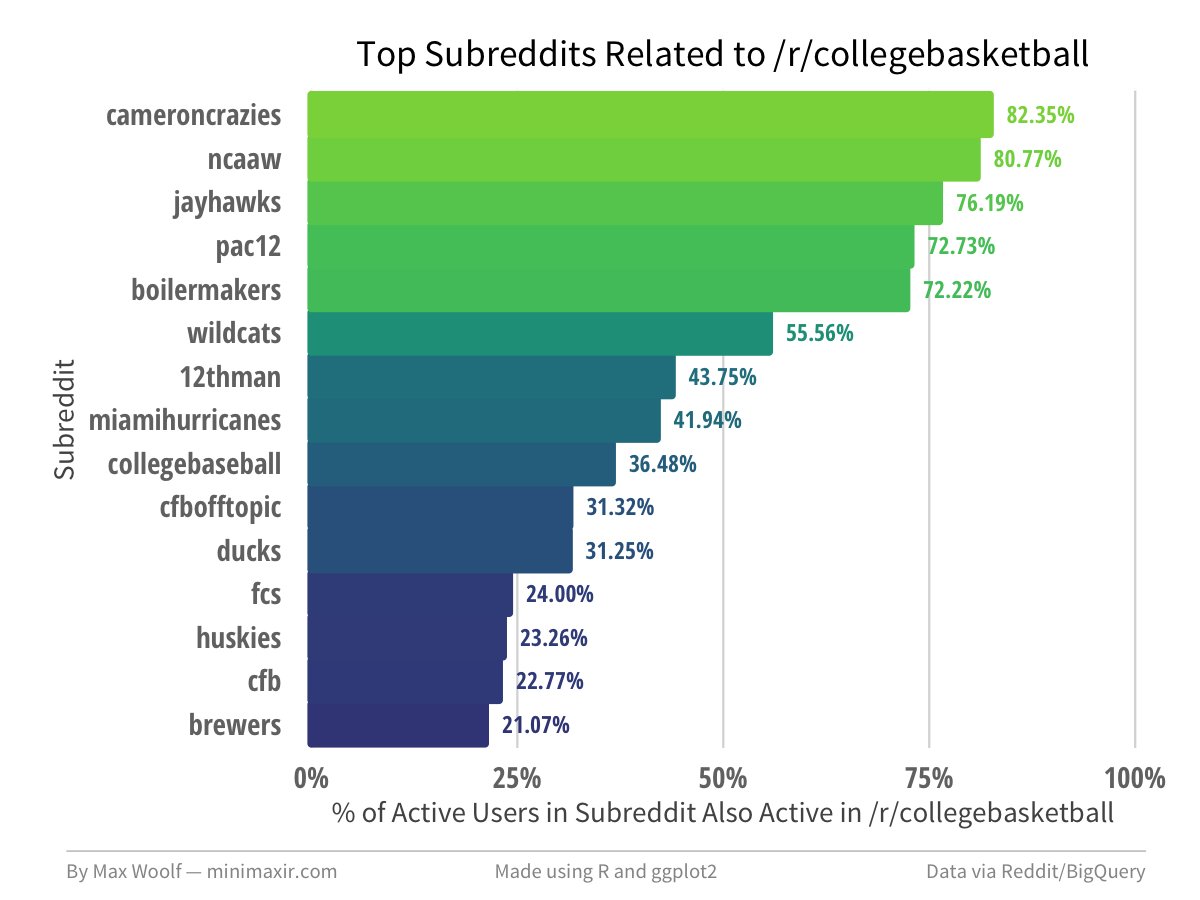 Top Subreddits Related to /r/collegebasketball
cameroncrazies 82.35%
ncaaw 80.77%
jayhawks 76.19%
pac12 72.73%
boilermakers 72.22%
wildcats 55.56%
12thman 43.75%
miamihurricanes 41.94%
collegebaseball 36.48%
cfbofftopic 31.32%
ducks 31.25%
fcs 24.00%
huskies 23.26%
cfb 22.77%
brewers 21.07%
Subreddit
0% 25% 50% 75% 100%
% of Active Users in Subreddit Also Active in /r/collegebasketball
By Max Woolf — minimaxir.com Made using R and ggplot2 Data via Reddit/BigQuery